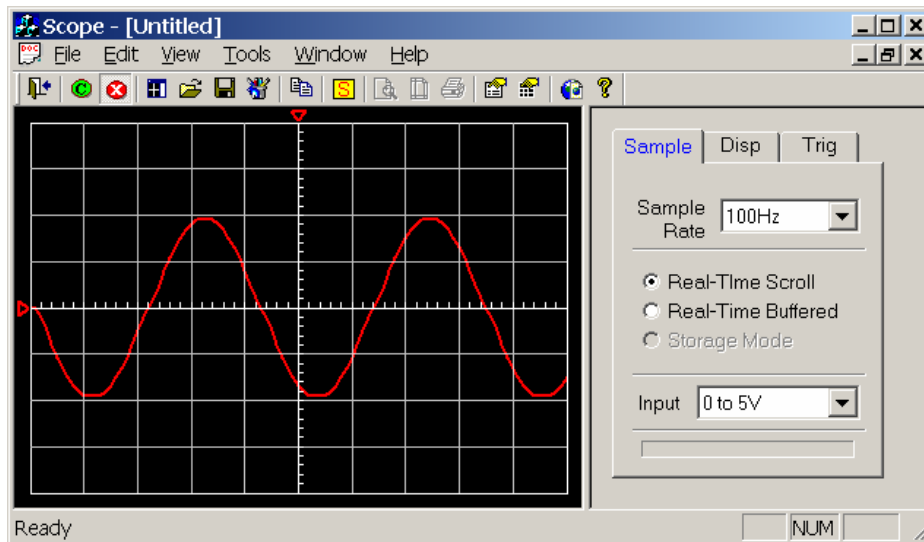 Scope - [Untitled]
DOC
File Edit View Tools Window Help
C S ?
Sample Disp Trig
Sample Rate 100Hz
Real-TIme Scroll
Real-Time Buffered
Storage Mode
Input 0 to 5V
Ready NUM